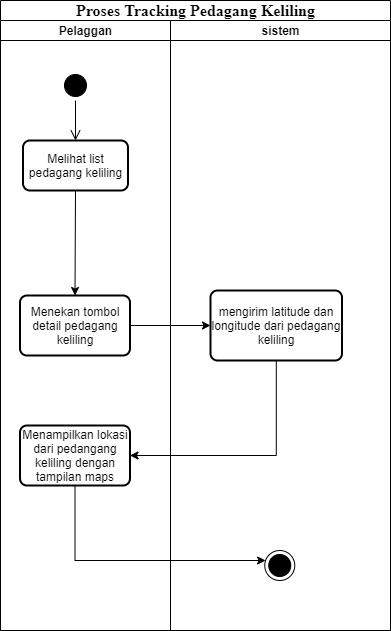 Proses Tracking Pedagang Keliling
Pelaggan
sistem
Melihat list
pedagang keliling
Menekan tombol
detail pedagang
keliling
mengirim latitude dan
longitude dari pedagang
keliling
Menampilkan lokasi
dari pedangang
keliling dengan
tampilan maps